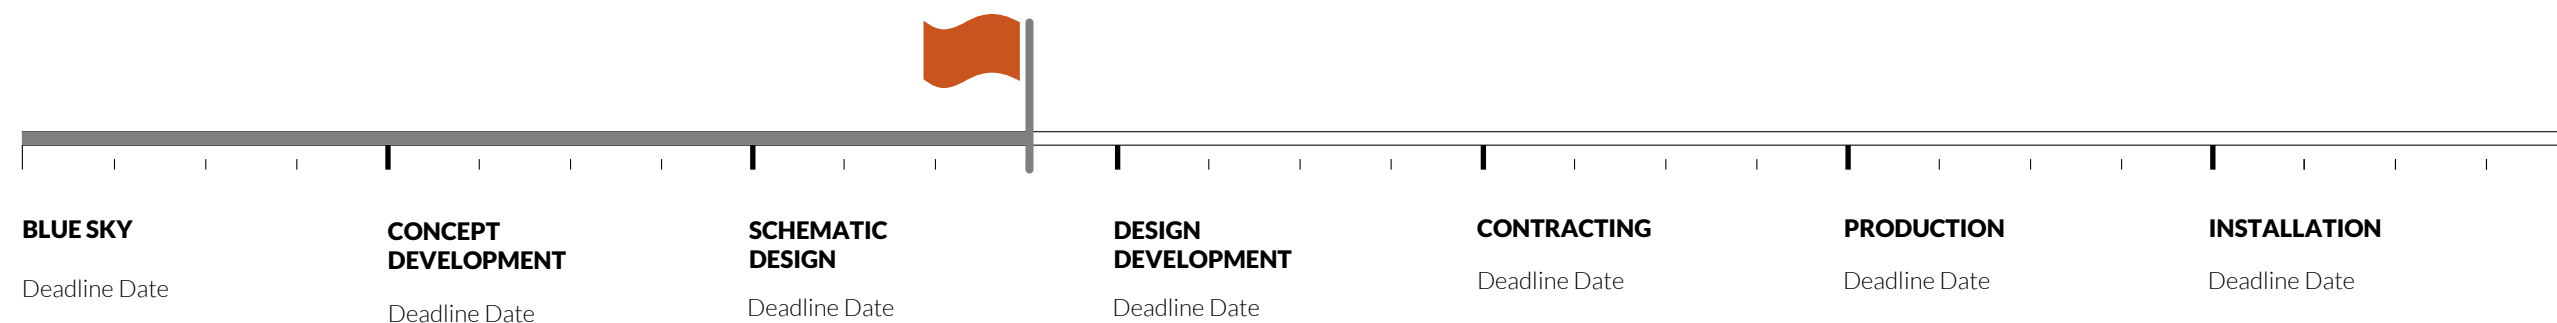 BLUE SKY
Deadline Date
CONCEPT
DEVELOPMENT
Deadline Date
SCHEMATIC
DESIGN
Deadline Date
DESIGN
DEVELOPMENT
Deadline Date
CONTRACTING
Deadline Date
PRODUCTION
Deadline Date
INSTALLATION
Deadline Date